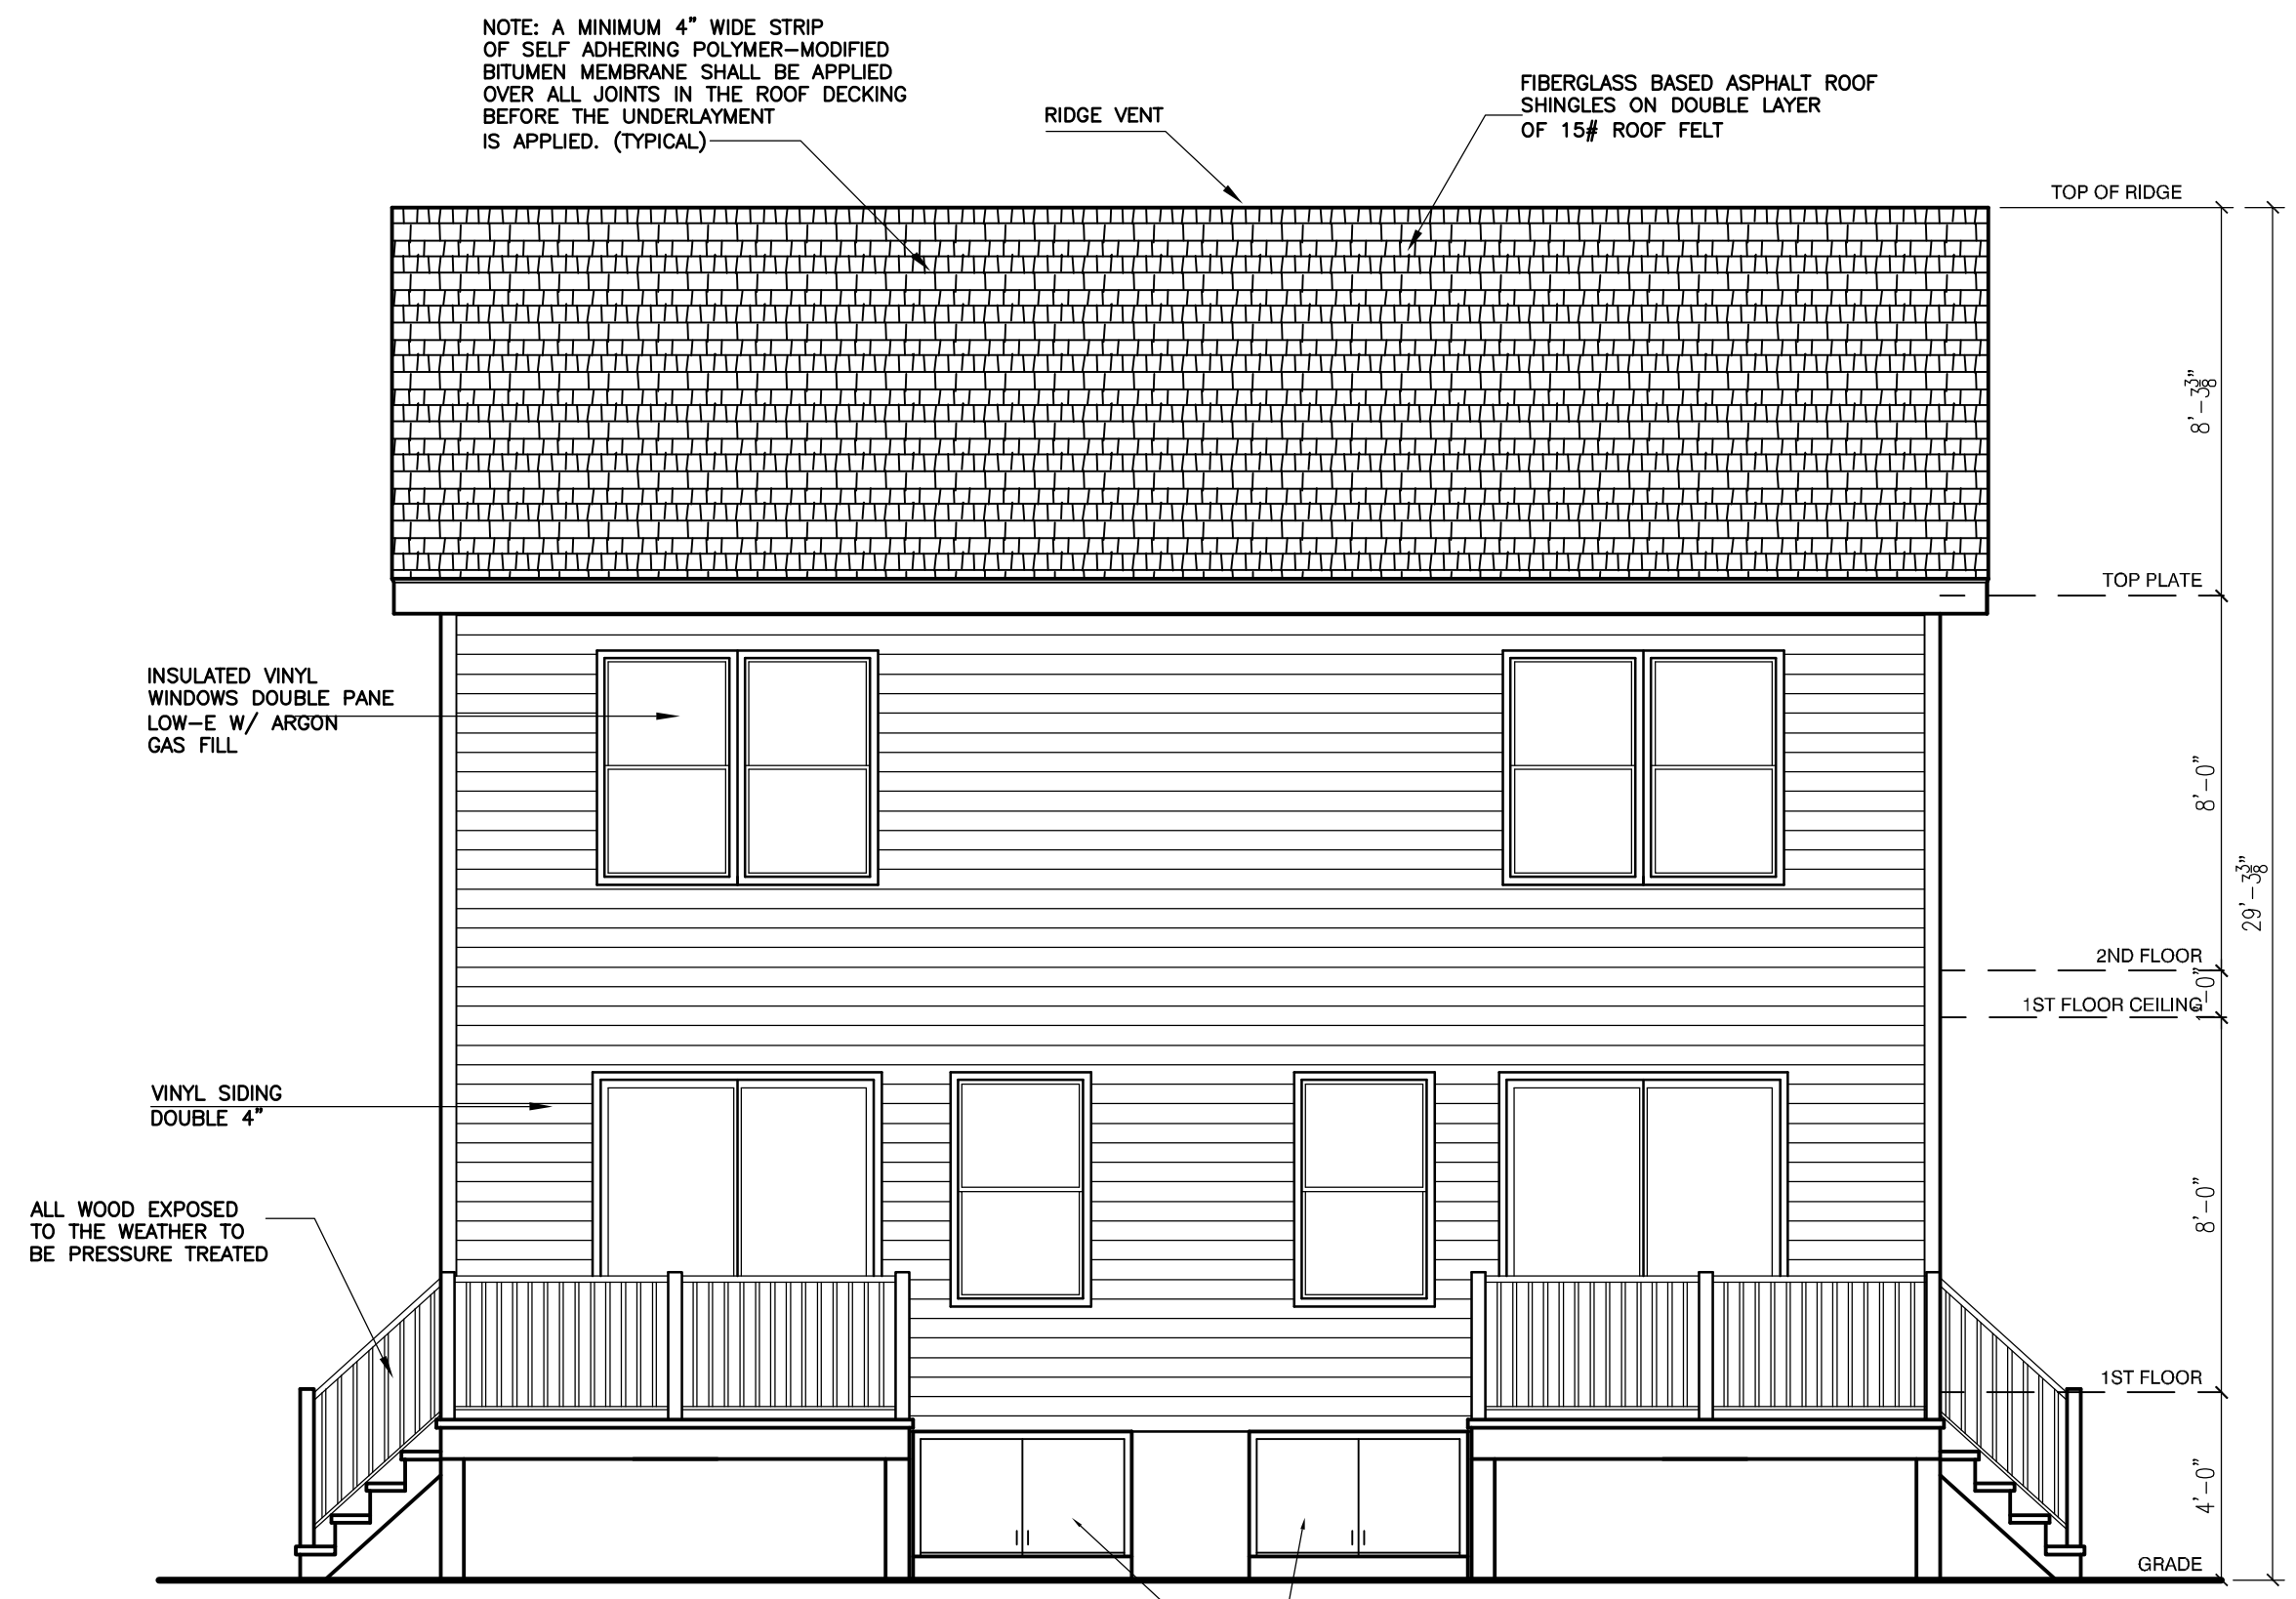 NOTE: A MINIMUM 4" WIDE STRIP
OF SELF ADHERING POLYMER-MODIFIED
BITUMEN MEMBRANE SHALL BE APPLIED
OVER ALL JOINTS IN THE ROOF DECKING
BEFORE THE UNDERLAYMENT
IS APPLIED. (TYPICAL)
RIDGE VENT
FIBERGLASS BASED ASPHALT ROOF
SHINGLES ON DOUBLE LAYER
OF 15# ROOF FELT
TOP OF RIDGE
8'-3 3/8"
TOP PLATE
INSULATED VINYL
WINDOWS DOUBLE PANE
LOW-E W/ ARGON
GAS FILL
8'-0"
29'-3 3/8"
2ND FLOOR
1ST FLOOR CEILING
VINYL SIDING
DOUBLE 4"
8'-0"
ALL WOOD EXPOSED
TO THE WEATHER TO
BE PRESSURE TREATED
1ST FLOOR
4'-0"
GRADE